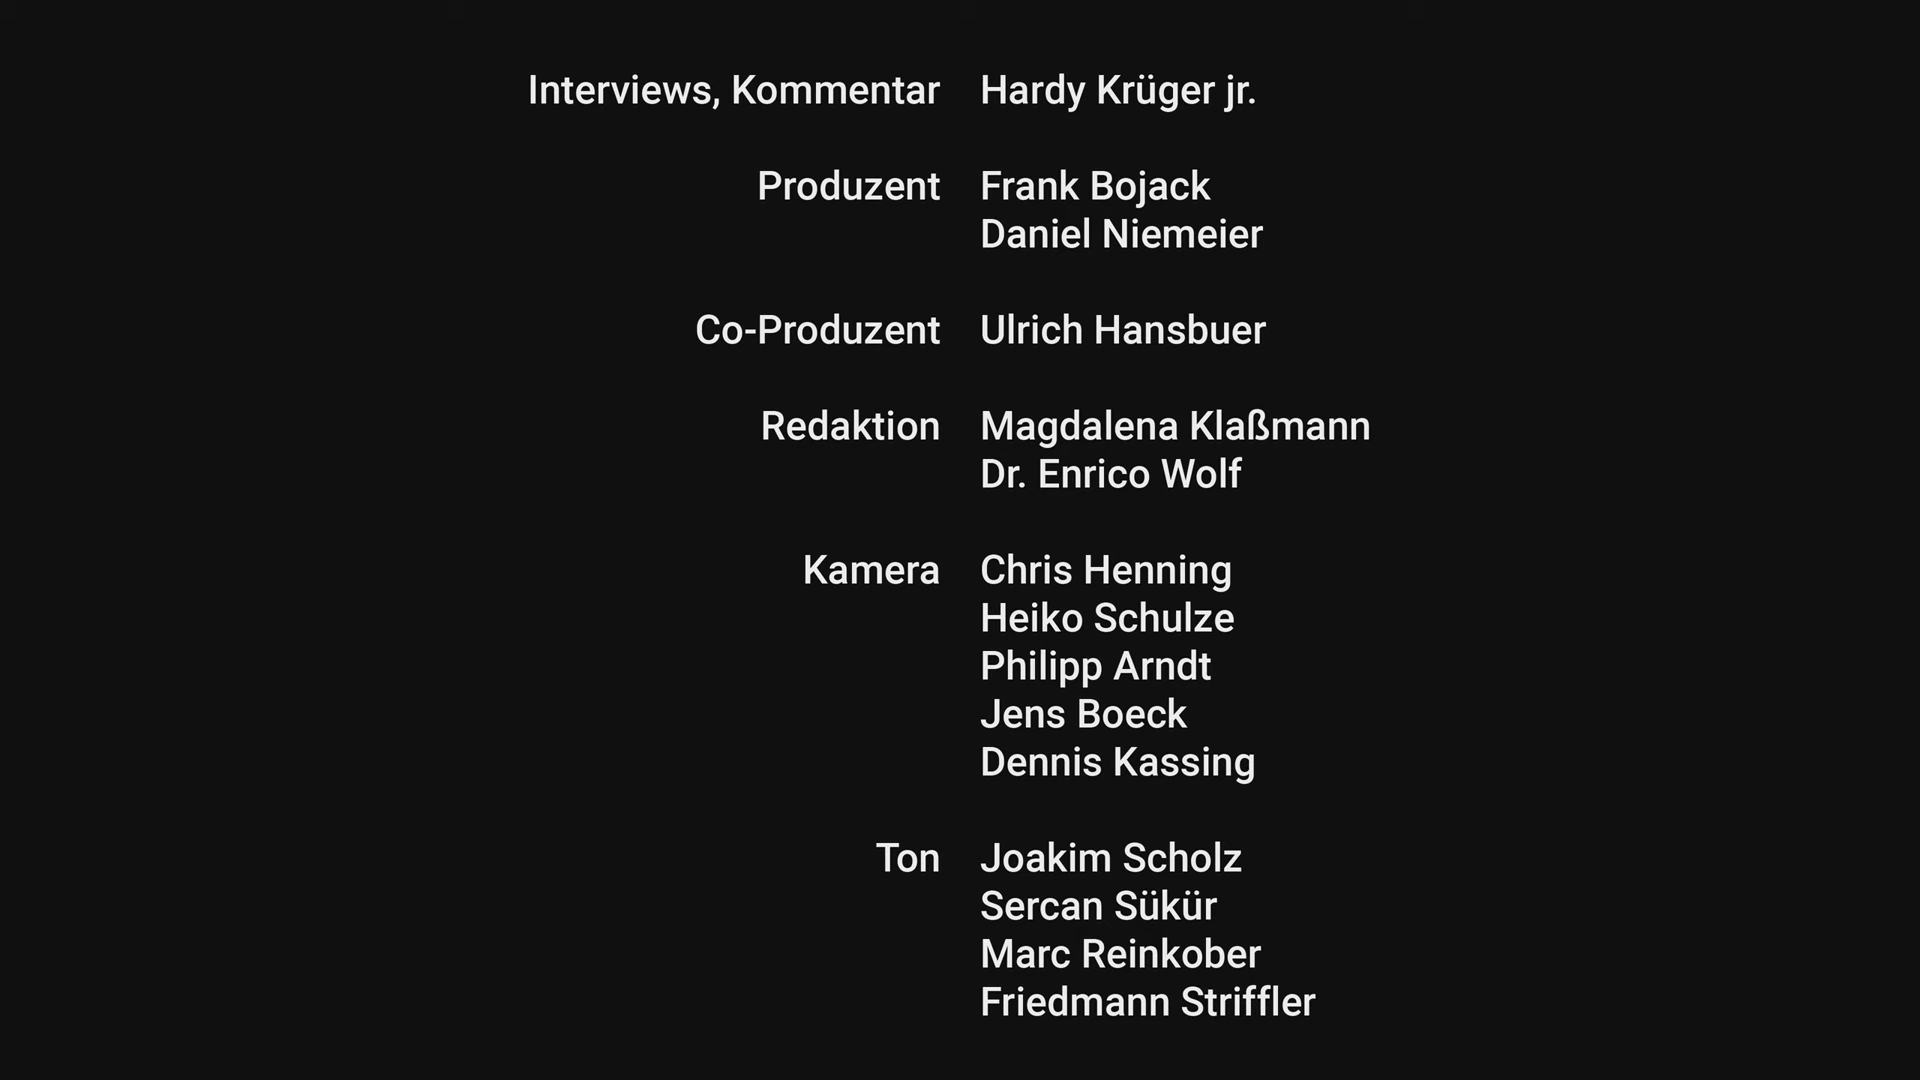 Interviews, Kommentar Hardy Krüger jr.
Produzent Frank Bojack
Daniel Niemeier
Co-Produzent Ulrich Hansbuer
Redaktion Magdalena Klaßmann
Dr. Enrico Wolf
Kamera Chris Henning
Heiko Schulze
Philipp Arndt
Jens Boeck
Dennis Kassing
Ton Joakim Scholz
Sercan Sükür
Marc Reinkober
Friedmann Striffler